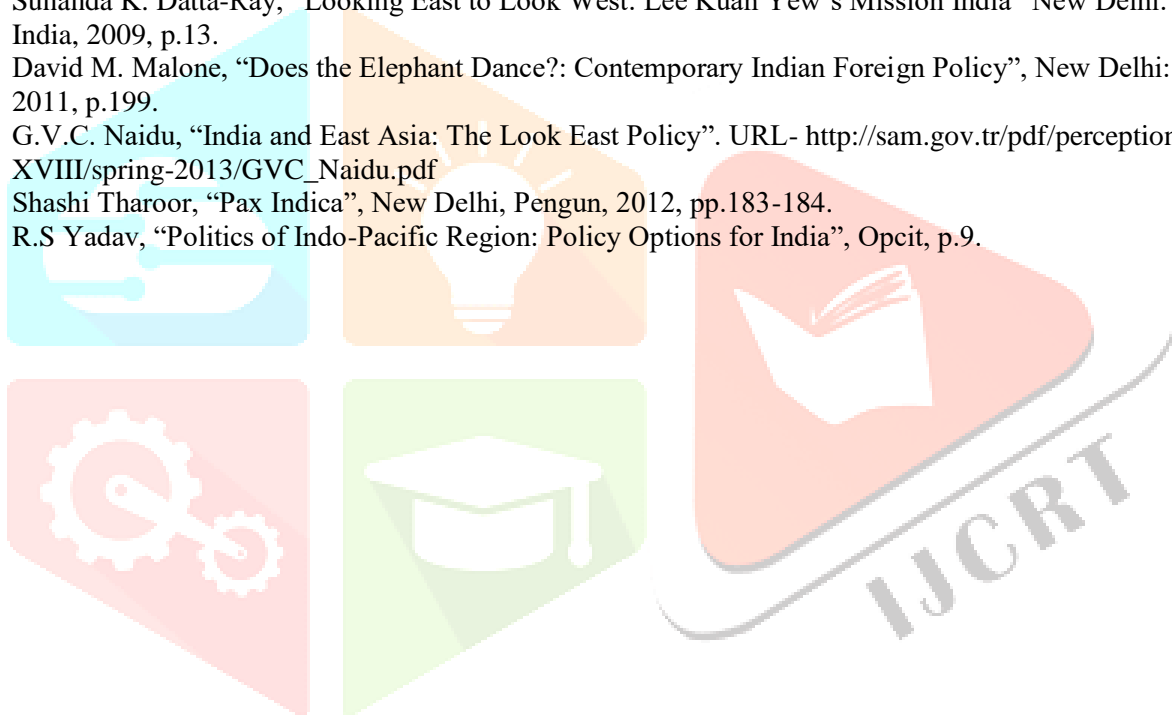 Sunanda K. Datta-Ray, “Looking East to Look West: Lee Kuan Yew’s Mission India” New Delhi:
India, 2009, p.13.
David M. Malone, “Does the Elephant Dance?: Contemporary Indian Foreign Policy”, New Delhi:
2011, p.199.
G.V.C. Naidu, “India and East Asia: The Look East Policy”. URL- http://sam.gov.tr/pdf/perception
XVIII/spring-2013/GVC_Naidu.pdf
Shashi Tharoor, “Pax Indica”, New Delhi, Pengun, 2012, pp.183-184.
R.S Yadav, “Politics of Indo-Pacific Region: Policy Options for India”, Opcit, p.9.
IJCRT